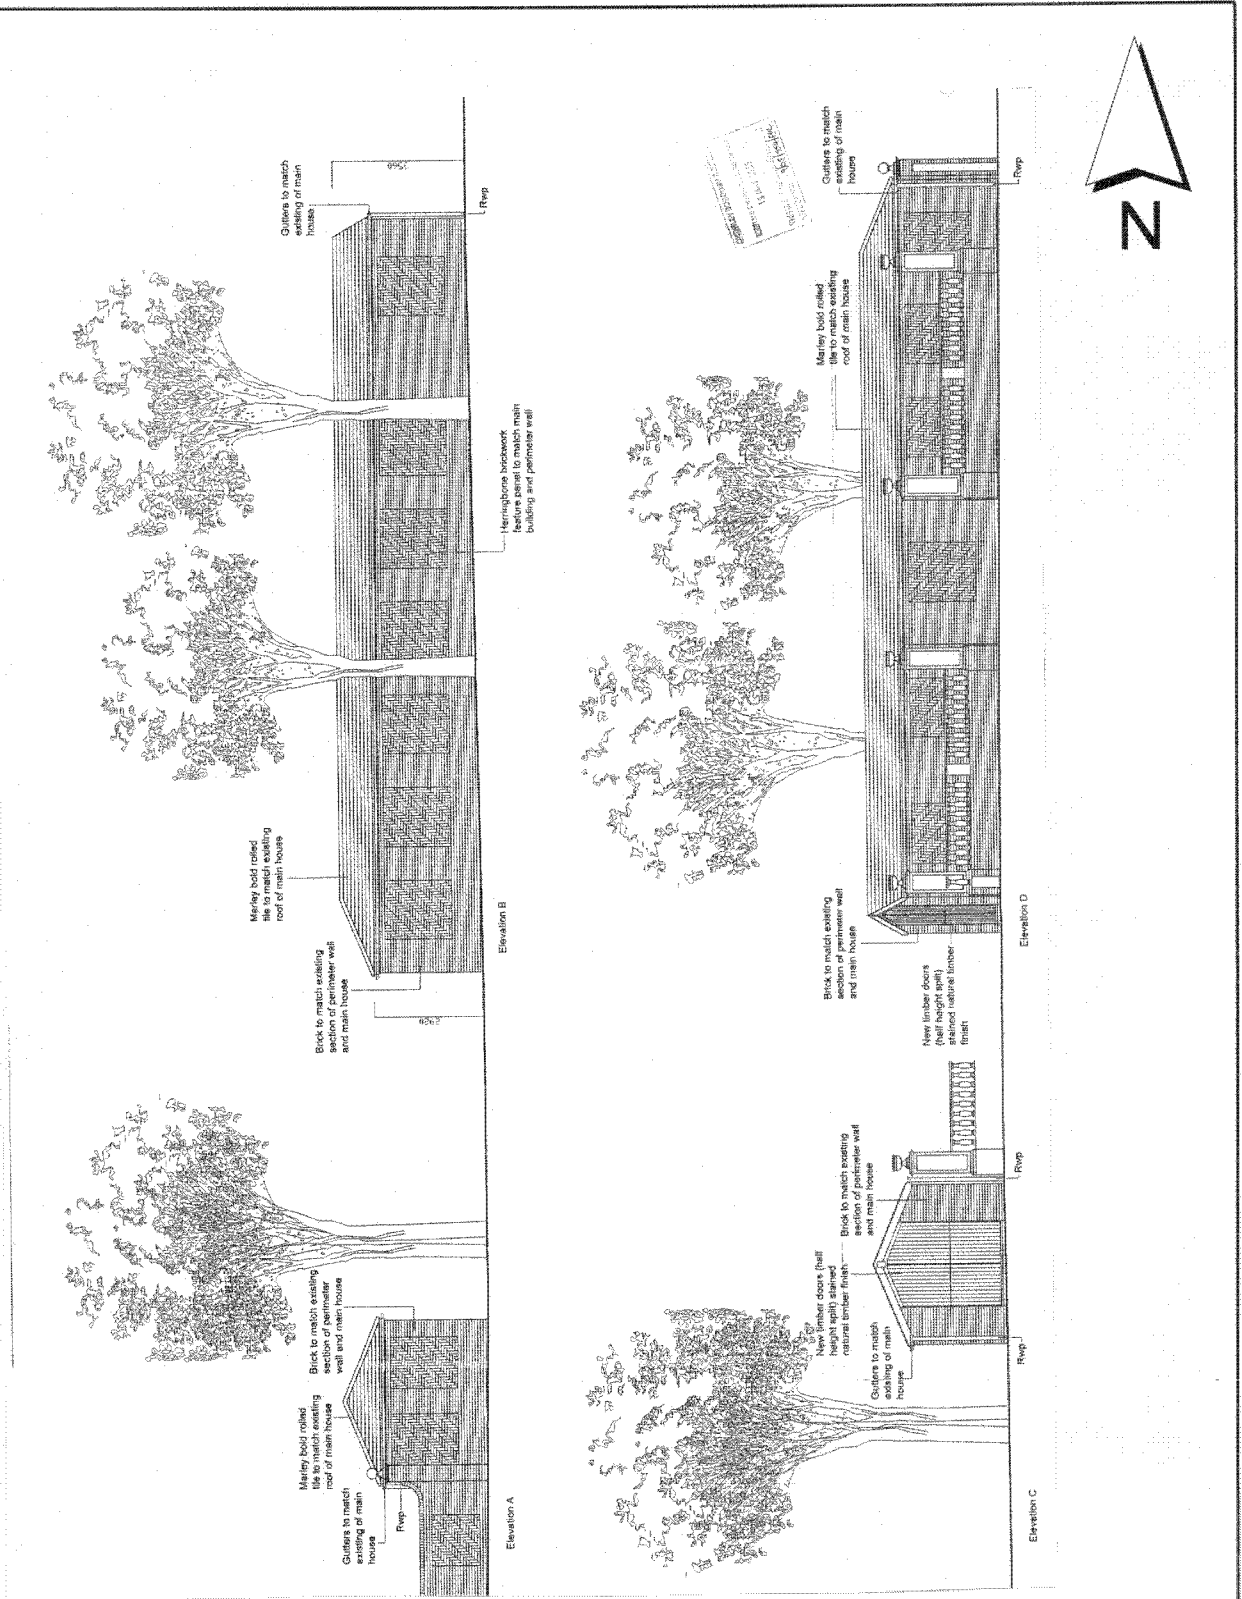 Gutters to match
existing of main
house
Rwp
Marley bold rolled
tile to match existing
roof of main house
Brick to match existing
section of perimeter
wall and main house
Elevation A
Brick to match existing
section of perimeter wall
and main house
Marley bold rolled
tile to match existing
roof of main house
Elevation B
Herringbone brickwork
feature panel to match main
building and perimeter wall
Gutters to match
existing of main
house
Rwp
Elevation C
Gutters to match
existing of main
house
Rwp
New timber doors (half
height split) stained
natural timber finish
Brick to match existing
section of perimeter wall
and main house
Rwp
New timber doors
(half height split)
stained natural timber
finish
Brick to match existing
section of perimeter wall
and main house
Elevation D
Marley bold rolled
tile to match existing
roof of main house
Gutters to match
existing of main
house
Rwp
N